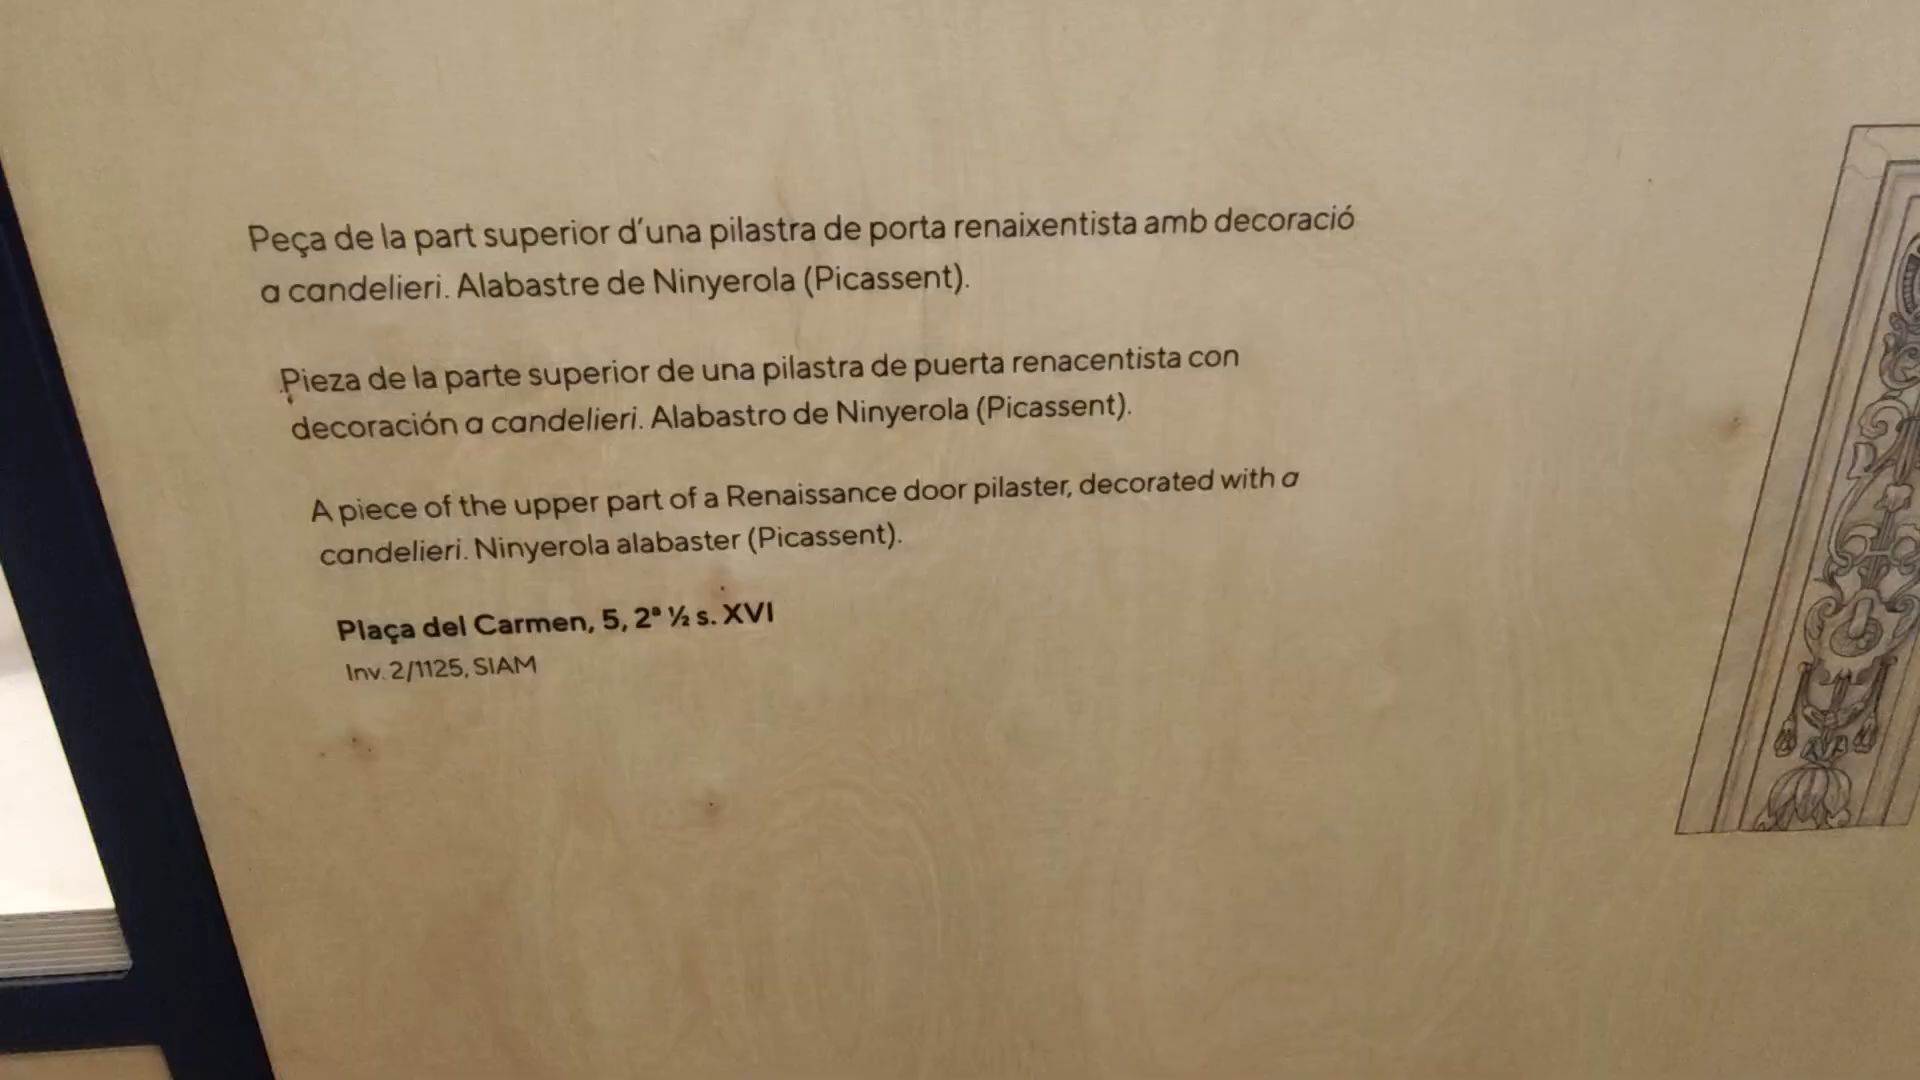 Peça de la part superior d'una pilastra de porta renaixentista amb decoració
a candelieri. Alabastre de Ninyerola (Picassent).
Pieza de la parte superior de una pilastra de puerta renacentista con
decoración a candelieri. Alabastro de Ninyerola (Picassent).
A piece of the upper part of a Renaissance door pilaster, decorated with a
candelieri. Ninyerola alabaster (Picassent).
Plaça del Carmen, 5, 2ª ½ s. XVI
Inv. 2/1125, SIAM